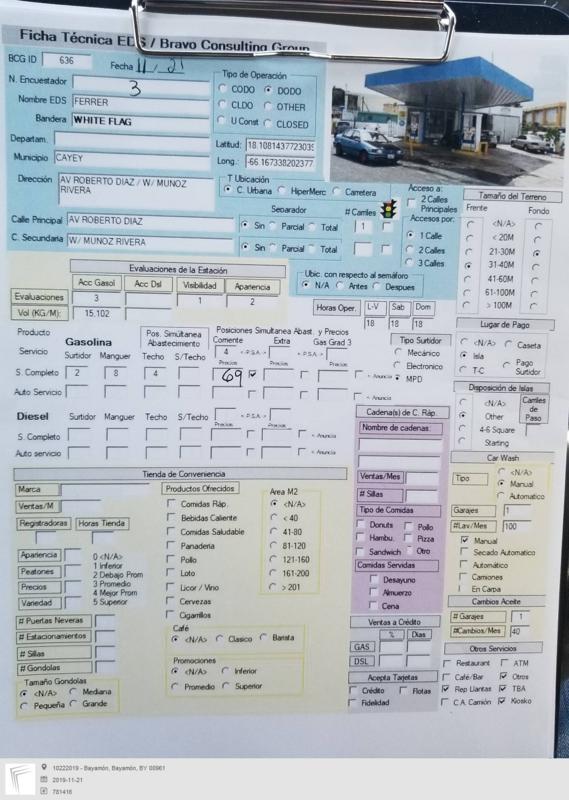 Ficha Técnica EDS / Bravo Consulting Group
BCG ID 636 Fecha 11/ 21
N. Encuestador 3
Nombre EDS FERRER
Bandera WHITE FLAG
Departam.
Municipio CAYEY
Dirección AV ROBERTO DIAZ / W/ MUNOZ
RIVERA
Tipo de Operación
CODO DODO
CLDO OTHER
U Const CLOSED
Latitud: 18.1081437723035
Long.: -66.167338202377
T Ubicación
C. Urbana HiperMerc Carretera
Calle Principal AV ROBERTO DIAZ
C. Secundaria W/ MUNOZ RIVERA
Separador
Sin Parcial Total
Sin Parcial Total
# Carriles
1
Acceso a:
2 Calles
Principales
Accesos por:
1 Calle
2 Calles
3 Calles
Tamaño del Terreno
Frente Fondo
<N/A>
< 20M
21-30M
31-40M
41-60M
61-100M
> 100M
Evaluaciones de la Estación
Acc Gasol Acc Dsl Visibilidad Apariencia
Evaluaciones 3 1 2
Vol (KG/M): 15,102
Ubic. con respecto al semáforo
N/A Antes Despues
Horas Oper. L-V Sab Dom
18 18 18
Lugar de Pago
<N/A> Caseta
Isla
T-C Pago
Surtidor
Producto Gasolina
Servicio Surtidor Manguer
Pos. Simúltanea
Abastecimiento
Techo S/Techo
Posiciones Simultanea Abast. y Precios
Corriente Extra Gas Grad 3
4 < P.S.A. > < P.S.A. >
Precios Precios Precios
S. Completo 2 8 4 69 < Anuncia
Auto Servicio < Anuncia
Tipo Surtidor
Mecánico
Electronico
MPD
Disposición de Islas
<N/A>
Other
4-6 Square
Starting
Carriles
de
Paso
Diesel Surtidor Manguer Techo S/Techo < P.S.A. >
Precios Precios
S. Completo < Anuncia
Auto servicio < Anuncia
Cadena(s) de C. Ráp.
Nombre de cadenas:
Ventas/Mes
# Sillas
Tipo de Comidas
Donuts Pollo
Hambu. Pizza
Sandwich Otro
Comidas Servidas
Desayuno
Almuerzo
Cena
Ventas a Crédito
% Dias
GAS
DSL
Acepta Tarjetas
Crédito Flotas
Fidelidad
Car Wash
Tipo <N/A>
Manual
Automatico
Garajes 1
#Lav/Mes 100
Manual
Secado Automatico
Automático
Camiones
En Carpa
Cambios Aceite
# Garajes 1
#Cambios/Mes 40
Otros Servicios
Restaurant ATM
Café/Bar Otros
Rep Llantas TBA
C.A. Camión Kiosko
Tienda de Conveniencia
Marca
Ventas/M
Registradoras Horas Tienda
Apariencia
Peatones
Precios
Variedad
0 <N/A>
1 Inferior
2 Debajo Prom
3 Promedio
4 Mejor Prom
5 Superior
# Puertas Neveras
# Estacionamientos
# Sillas
# Gondolas
Tamaño Gondolas
<N/A> Mediana
Pequeña Grande
Productos Ofrecidos
Comidas Ráp.
Bebidas Caliente
Comidas Saludable
Panaderia
Pollo
Loto
Licor / Vino
Cervezas
Cigarrillos
Area M2
<N/A>
< 40
41-80
81-120
121-160
161-200
> 201
Café
<N/A> Clasico Barista
Promociones
<N/A> Inferior
Promedio Superior
10222019 - Bayamón, Bayamón, BY 00961
2019-11-21
781416